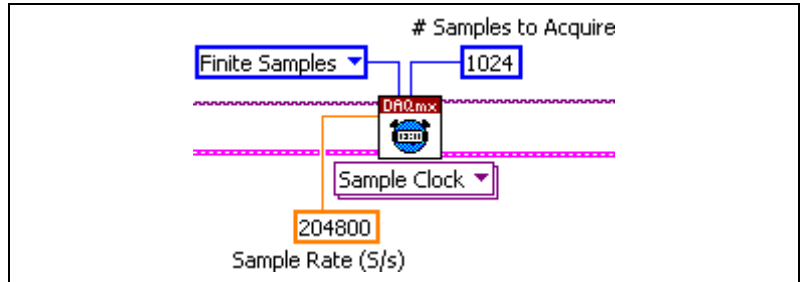 # Samples to Acquire
Finite Samples
1024
DAQmx
Sample Clock
204800
Sample Rate (S/s)